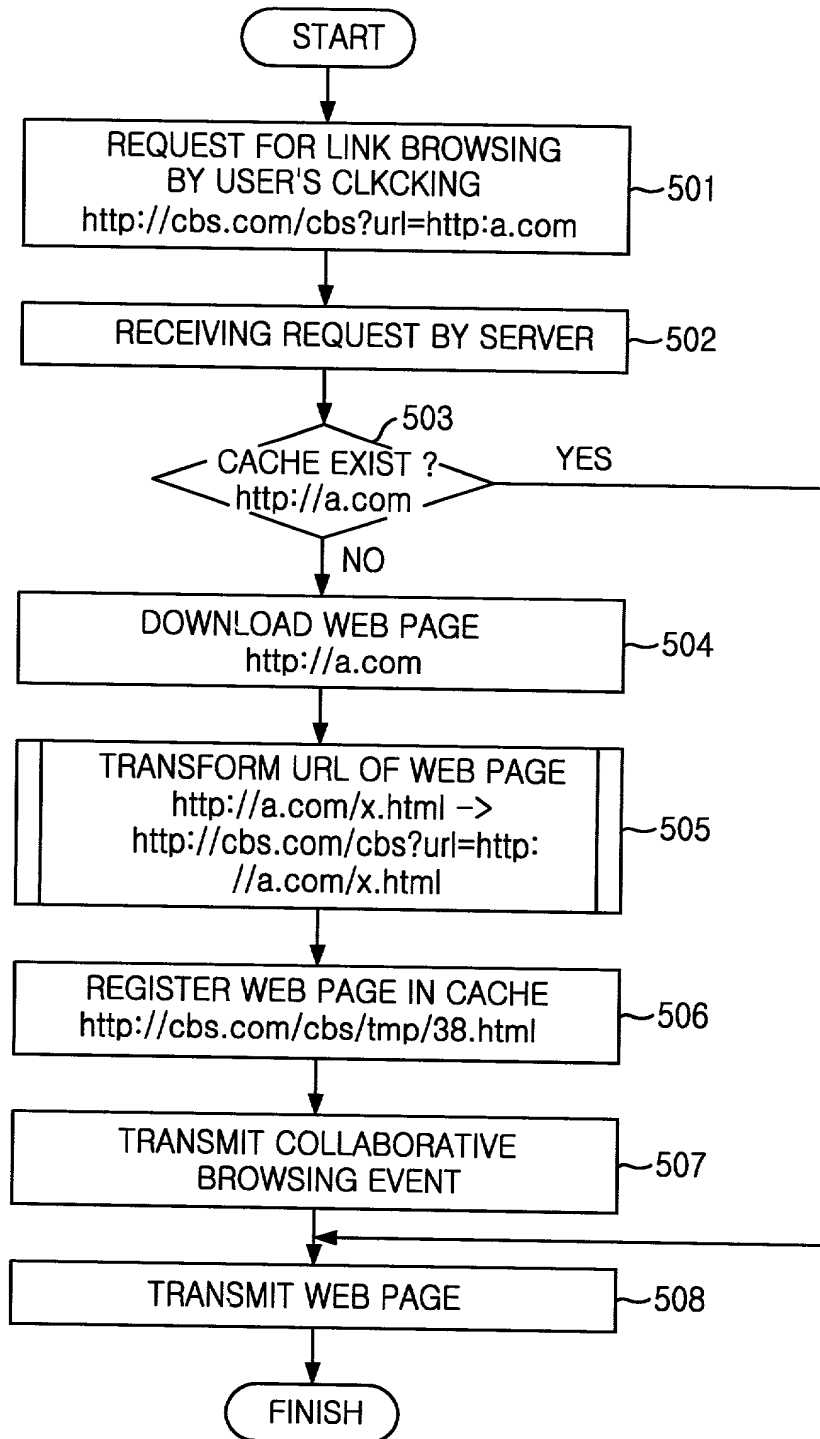 START
REQUEST FOR LINK BROWSING
BY USER'S CLKCKING
http://cbs.com/cbs?url=http:a.com
501
RECEIVING REQUEST BY SERVER
502
503
CACHE EXIST ?
http://a.com
YES
NO
DOWNLOAD WEB PAGE
http://a.com
504
TRANSFORM URL OF WEB PAGE
http://a.com/x.html ->
http://cbs.com/cbs?url=http:
//a.com/x.html
505
REGISTER WEB PAGE IN CACHE
http://cbs.com/cbs/tmp/38.html
506
TRANSMIT COLLABORATIVE
BROWSING EVENT
507
TRANSMIT WEB PAGE
508
FINISH